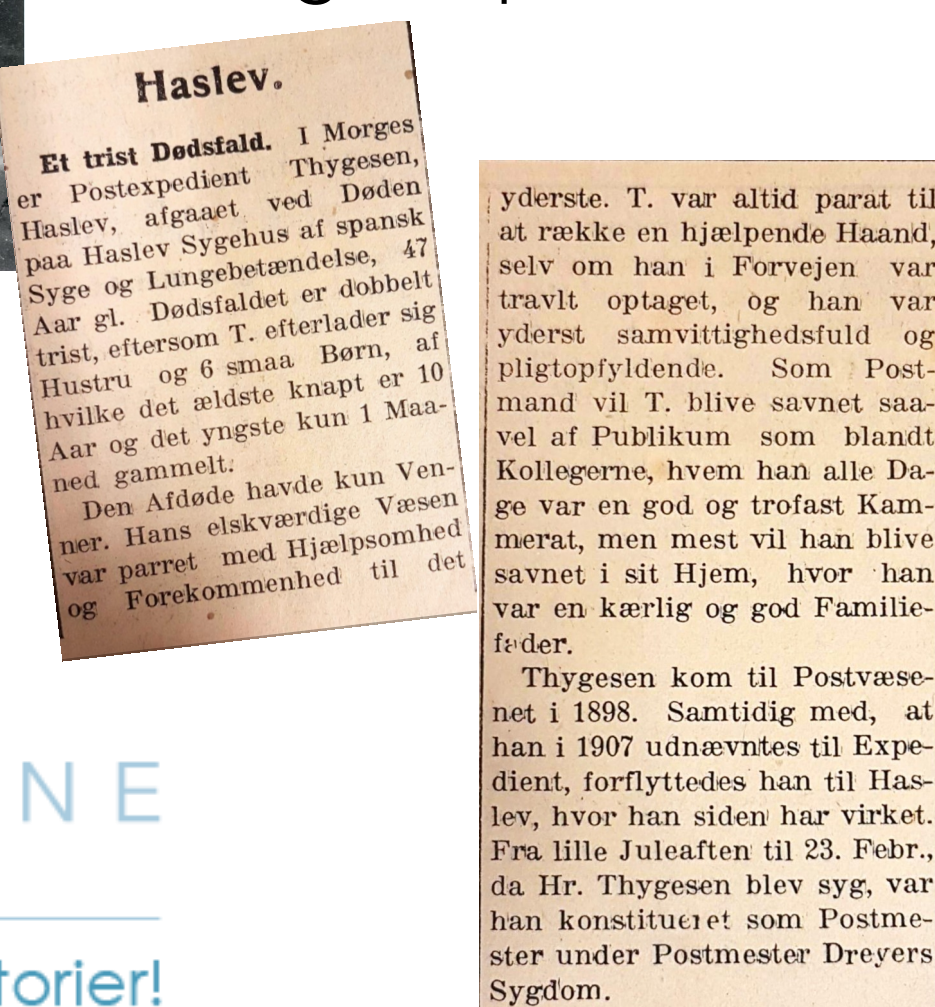 Haslev.
Et trist Dødsfald. I Morges
er Postexpedient Thygesen,
Haslev, afgaaet ved Døden
paa Haslev Sygehus af spansk
Syge og Lungebetændelse, 47
Aar gl. Dødsfaldet er dobbelt
trist, eftersom T. efterlader sig
Hustru og 6 smaa Børn, af
hvilke det ældste knapt er 10
Aar og det yngste kun 1 Maa-
ned gammelt.
Den Afdøde havde kun Ven-
ner. Hans elskværdige Væsen
var parret med Hjælpsomhed
og Forekommenhed til det
yderste. T. var altid parat til
at række en hjælpende Haand,
selv om han i Forvejen var
travlt optaget, og han var
yderst samvittighedsfuld og
pligtopfyldende. Som Post-
mand vil T. blive savnet saa-
vel af Publikum som blandt
Kollegerne, hvem han alle Da-
ge var en god og trofast Kam-
merat, men mest vil han blive
savnet i sit Hjem, hvor han
var en kærlig og god Familie-
fader.
Thygesen kom til Postvæse-
net i 1898. Samtidig med, at
han i 1907 udnævntes til Expe-
dient, forflyttedes han til Has-
lev, hvor han siden har virket.
Fra lille Juleaften til 23. Febr.,
da Hr. Thygesen blev syg, var
han konstitueret som Postme-
ster under Postmester Dreyers
Sygdom.
NE
torier!